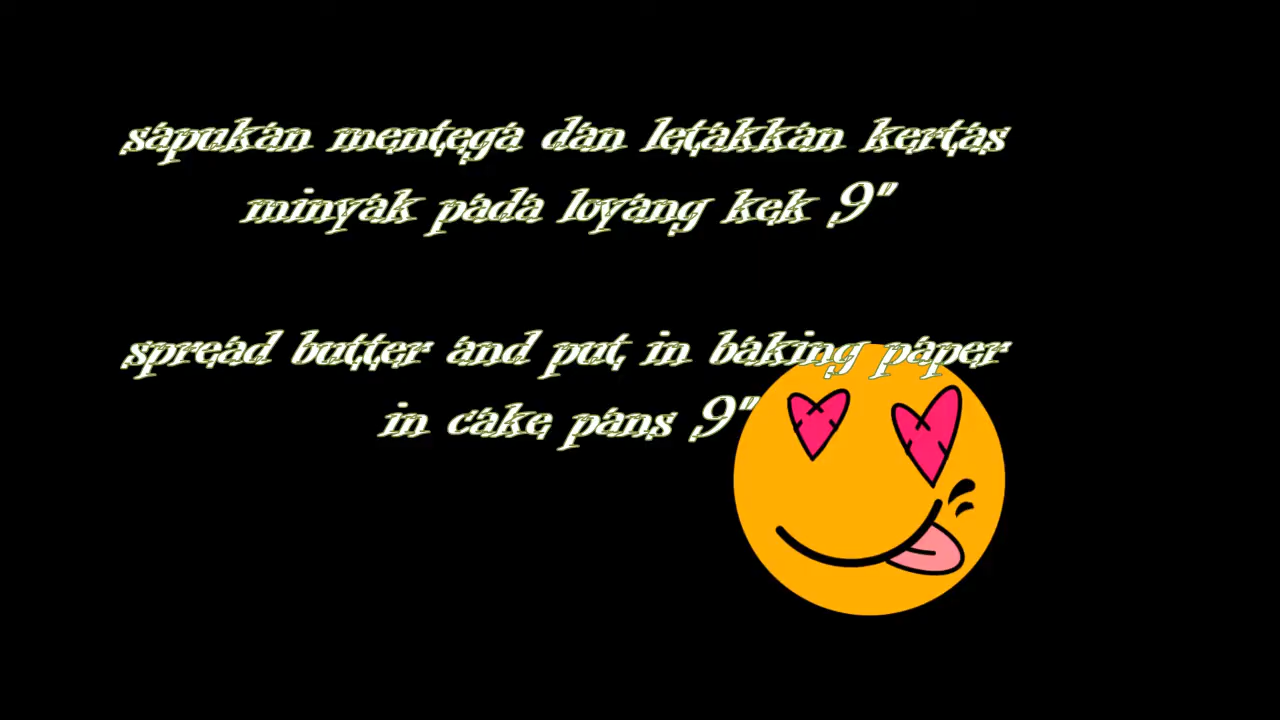 sapukan mentega dan letakkan kertas
minyak pada loyang kek 9"
spread butter and put in baking paper
in cake pans 9"